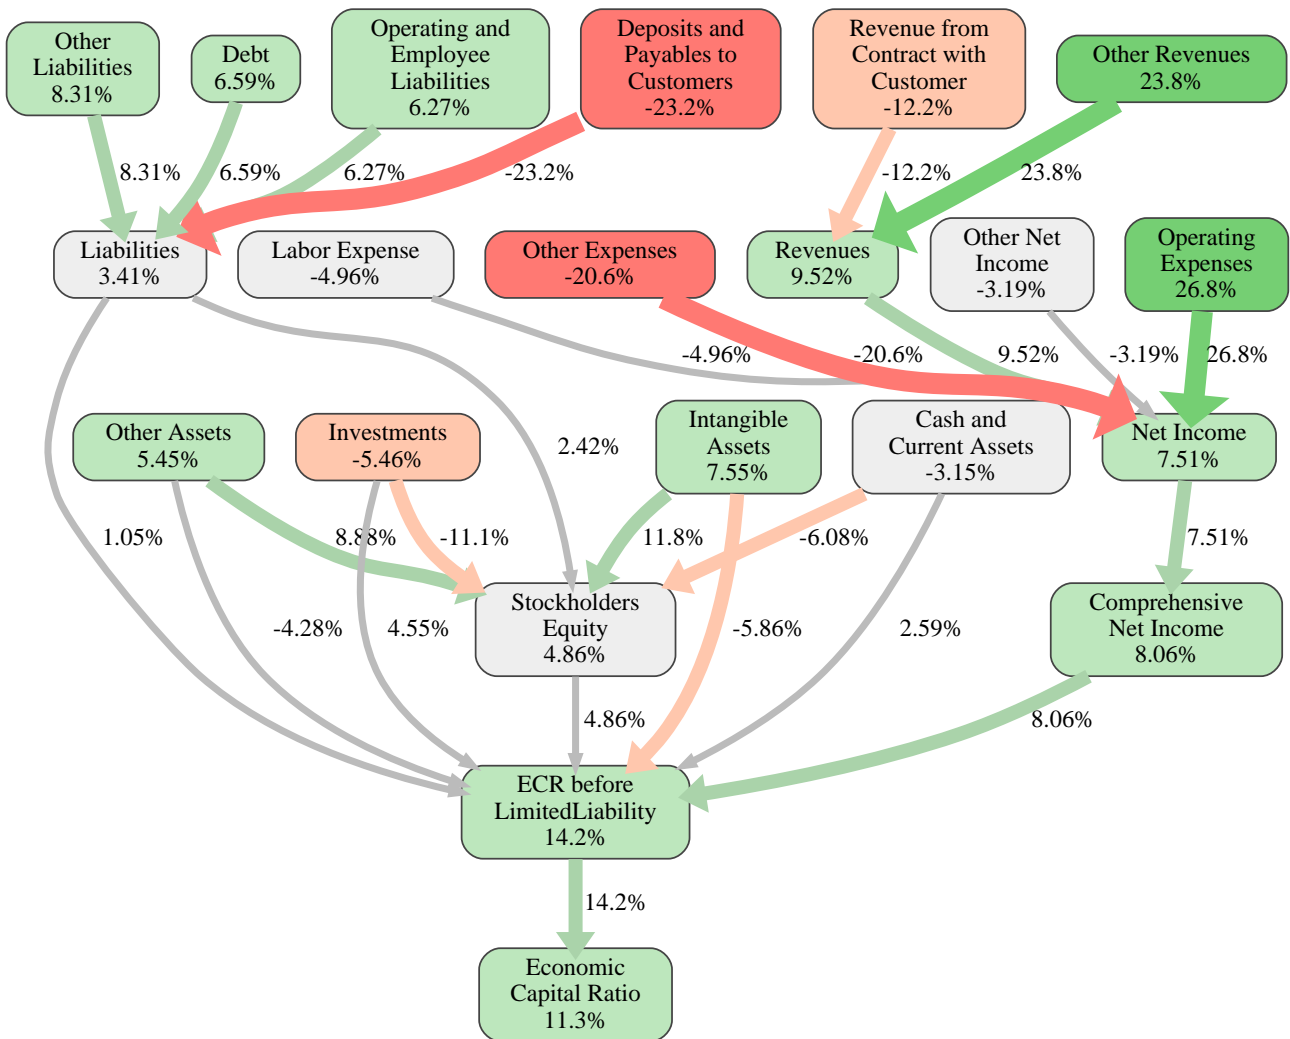 Other
Liabilities
8.31%
Debt
6.59%
Operating and
Employee
Liabilities
6.27%
Deposits and
Payables to
Customers
-23.2%
Revenue from
Contract with
Customer
-12.2%
Other Revenues
23.8%
8.31%
6.59%
6.27%
-23.2%
-12.2%
23.8%
Liabilities
3.41%
Labor Expense
-4.96%
Other Expenses
-20.6%
Revenues
9.52%
Other Net
Income
-3.19%
Operating
Expenses
26.8%
-4.96%
-20.6%
9.52%
-3.19%
26.8%
Other Assets
5.45%
Investments
-5.46%
2.42%
Intangible
Assets
7.55%
Cash and
Current Assets
-3.15%
Net Income
7.51%
1.05%
8.88%
-11.1%
11.8%
-6.08%
7.51%
Stockholders
Equity
4.86%
Comprehensive
Net Income
8.06%
-4.28%
4.55%
-5.86%
2.59%
4.86%
8.06%
ECR before
LimitedLiability
14.2%
14.2%
Economic
Capital Ratio
11.3%